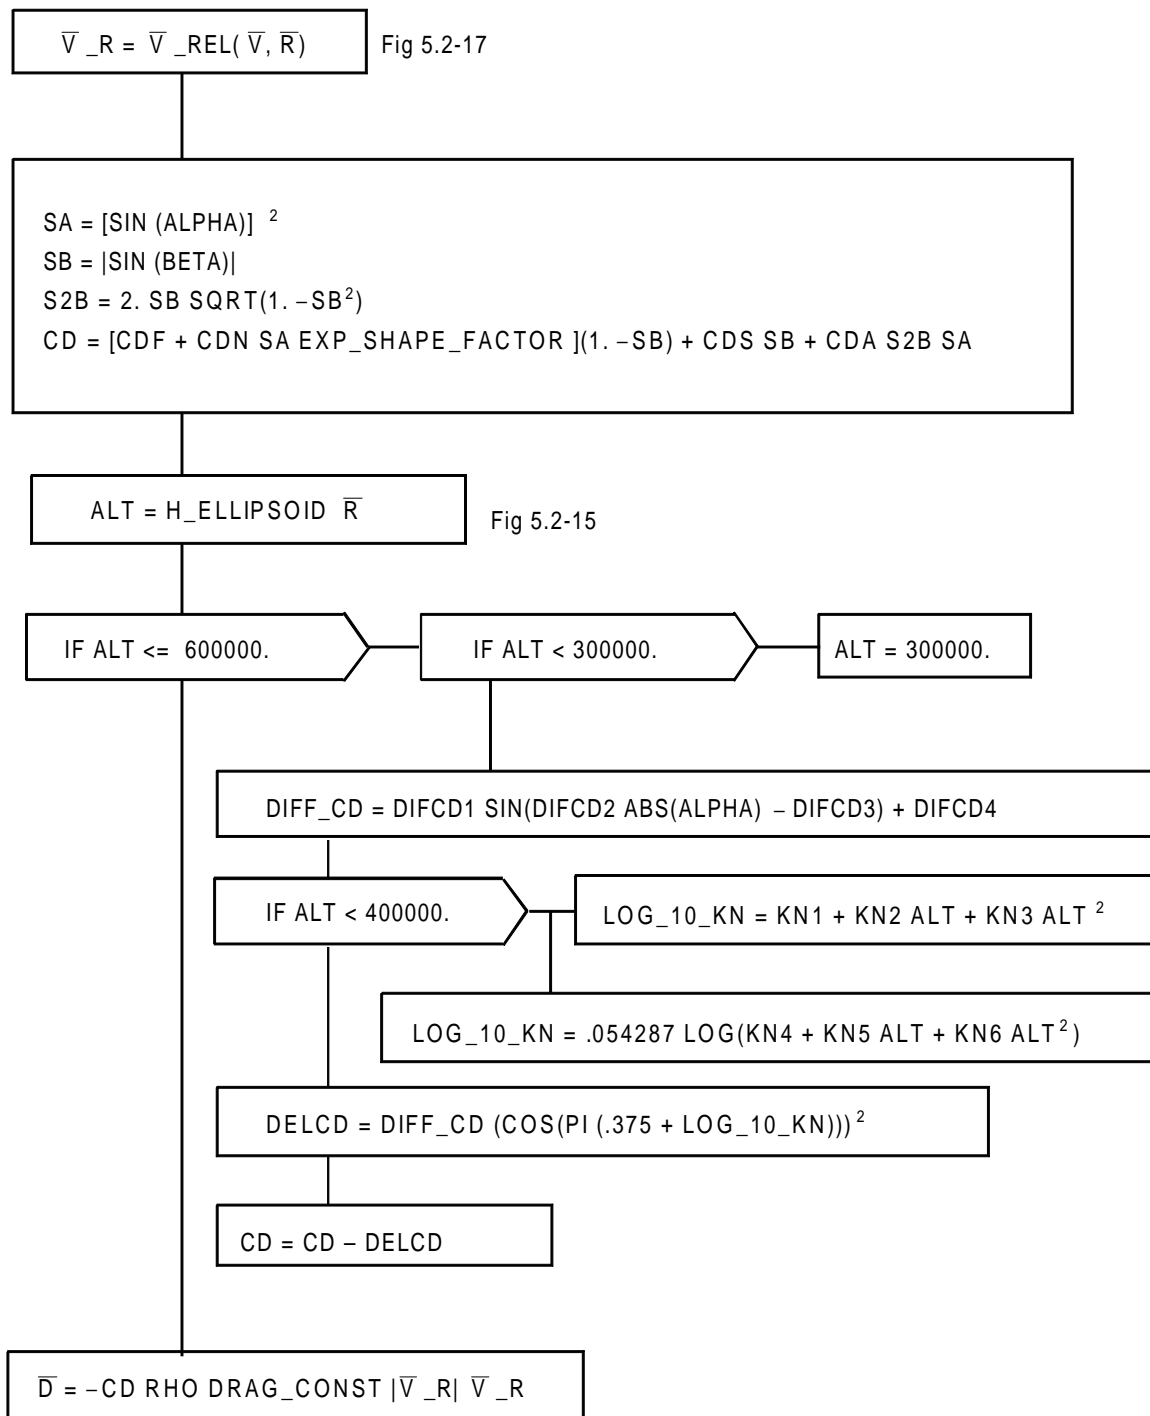 V̅ _R = V̅ _REL( V̅, R̅) Fig 5.2-17
SA = [SIN (ALPHA)] ²
SB = |SIN (BETA)|
S2B = 2. SB SQRT(1. –SB²)
CD = [CDF + CDN SA EXP_SHAPE_FACTOR ](1. –SB) + CDS SB + CDA S2B SA
ALT = H_ELLIPSOID R̅
Fig 5.2-15
IF ALT <= 600000. IF ALT < 300000. ALT = 300000.
DIFF_CD = DIFCD1 SIN(DIFCD2 ABS(ALPHA) – DIFCD3) + DIFCD4
IF ALT < 400000. LOG_10_KN = KN1 + KN2 ALT + KN3 ALT ²
LOG_10_KN = .054287 LOG(KN4 + KN5 ALT + KN6 ALT²)
DELCD = DIFF_CD (COS(PI (.375 + LOG_10_KN))) ²
CD = CD – DELCD
D̅ = –CD RHO DRAG_CONST |V̅ _R| V̅ _R